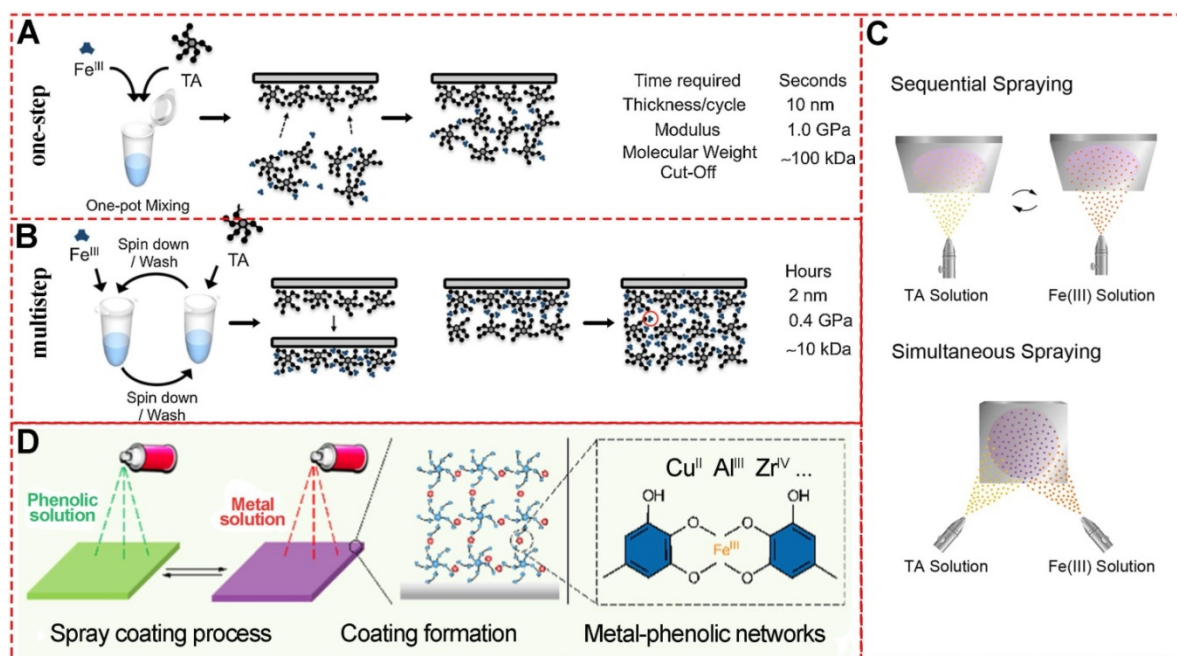 A
one-step
Fe^III
TA
One-pot Mixing
Time required Seconds
Thickness/cycle 10 nm
Modulus 1.0 GPa
Molecular Weight ~100 kDa
Cut-Off
B
multistep
Fe^III
Spin down
/ Wash
TA
Spin down
/ Wash
Hours
2 nm
0.4 GPa
~10 kDa
C
Sequential Spraying
TA Solution
Fe(III) Solution
Simultaneous Spraying
TA Solution
Fe(III) Solution
D
Phenolic
solution
Metal
solution
Spray coating process
Coating formation
Cu^II Al^III Zr^IV ...
OH
OH
O
O
Fe^III
O
O
Metal-phenolic networks